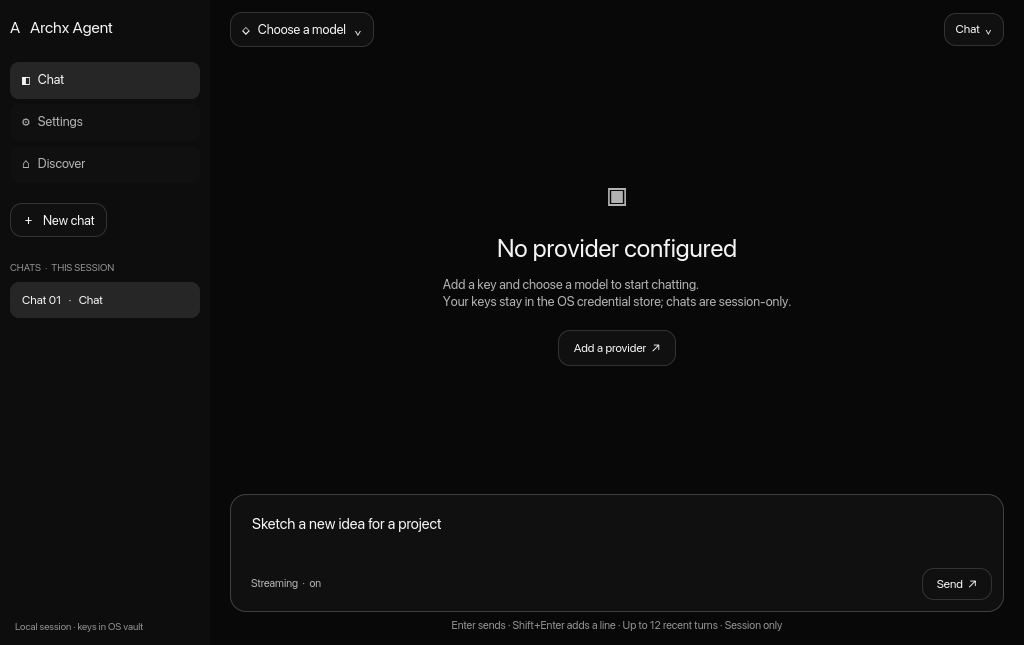 A Archx Agent
Chat
Settings
Discover
+ New chat
CHATS · THIS SESSION
Chat 01 · Chat
Local session · keys in OS vault
Choose a model
Chat
No provider configured
Add a key and choose a model to start chatting.
Your keys stay in the OS credential store; chats are session-only.
Add a provider ↗
Sketch a new idea for a project
Streaming · on
Send ↗
Enter sends · Shift+Enter adds a line · Up to 12 recent turns · Session only